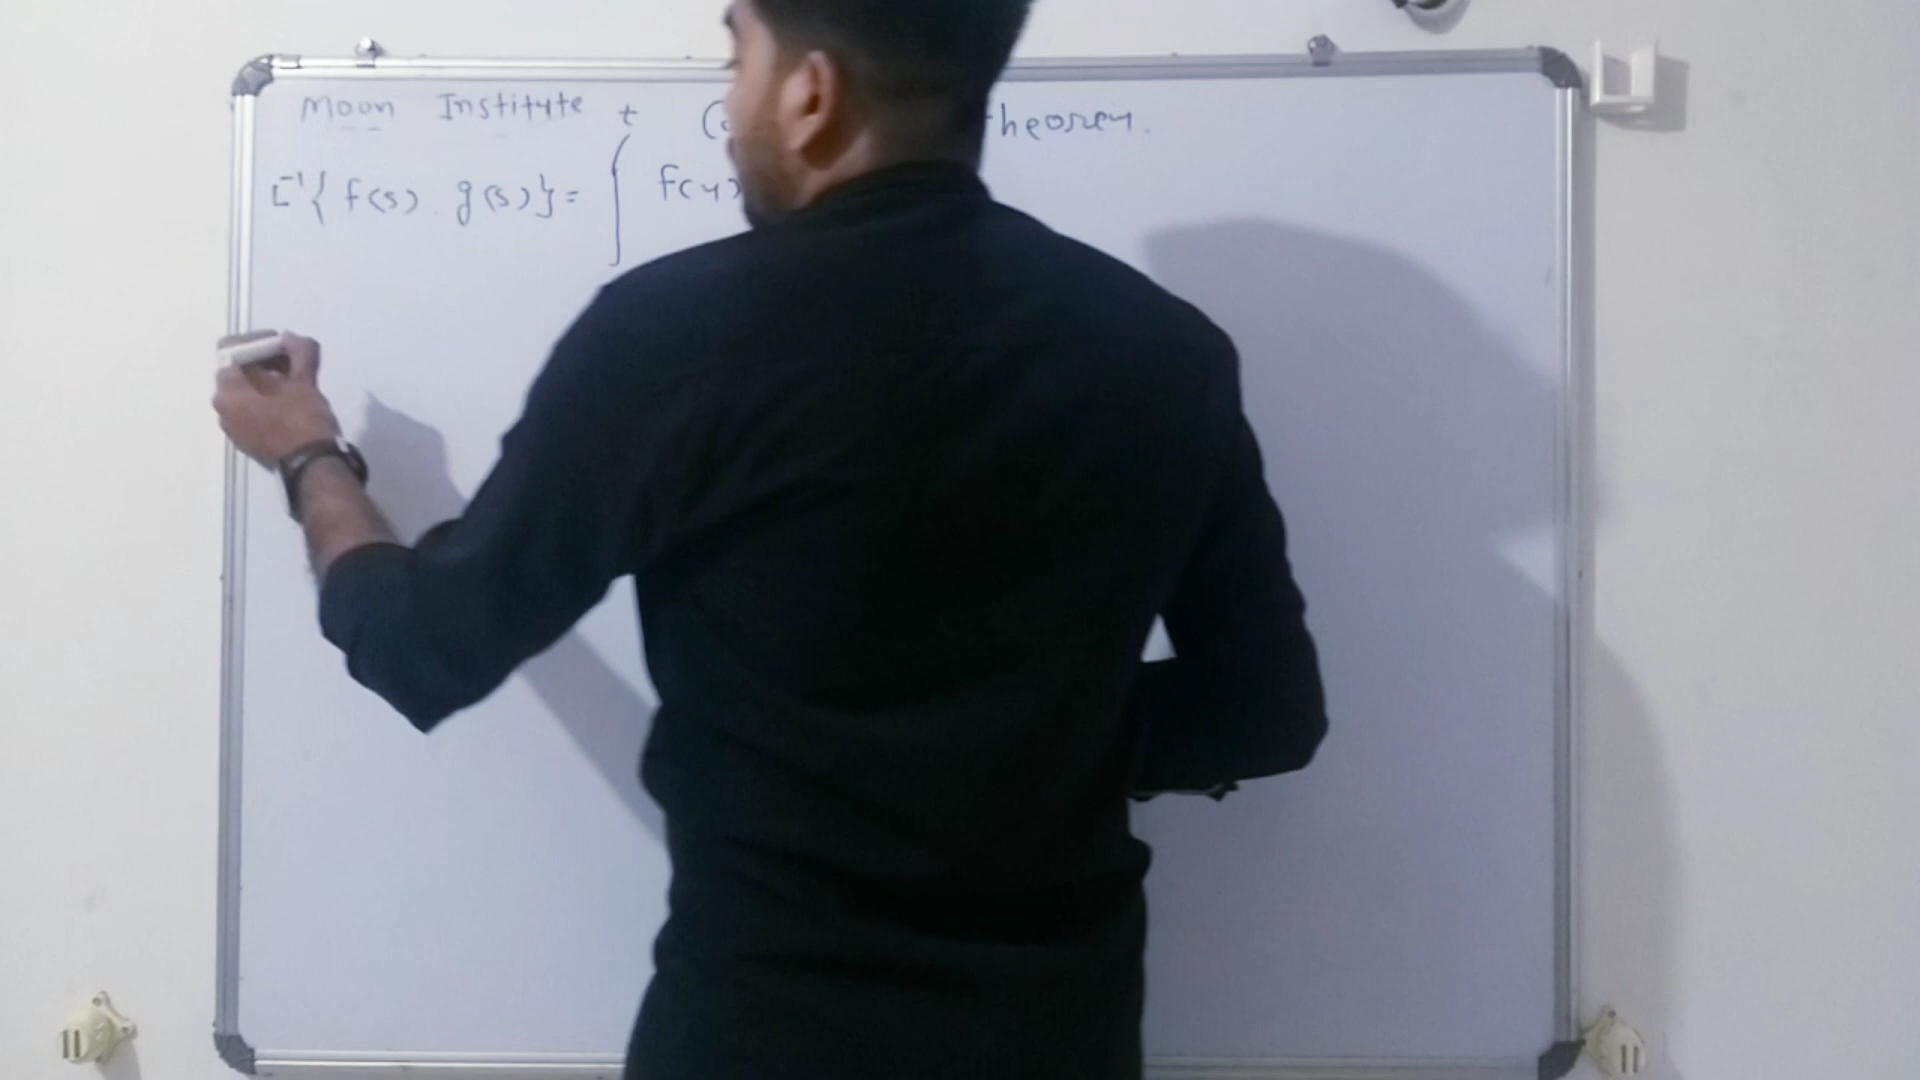 Moon Institute theorem.
L⁻¹{ f(s) . g(s)} = ∫ t f(u)